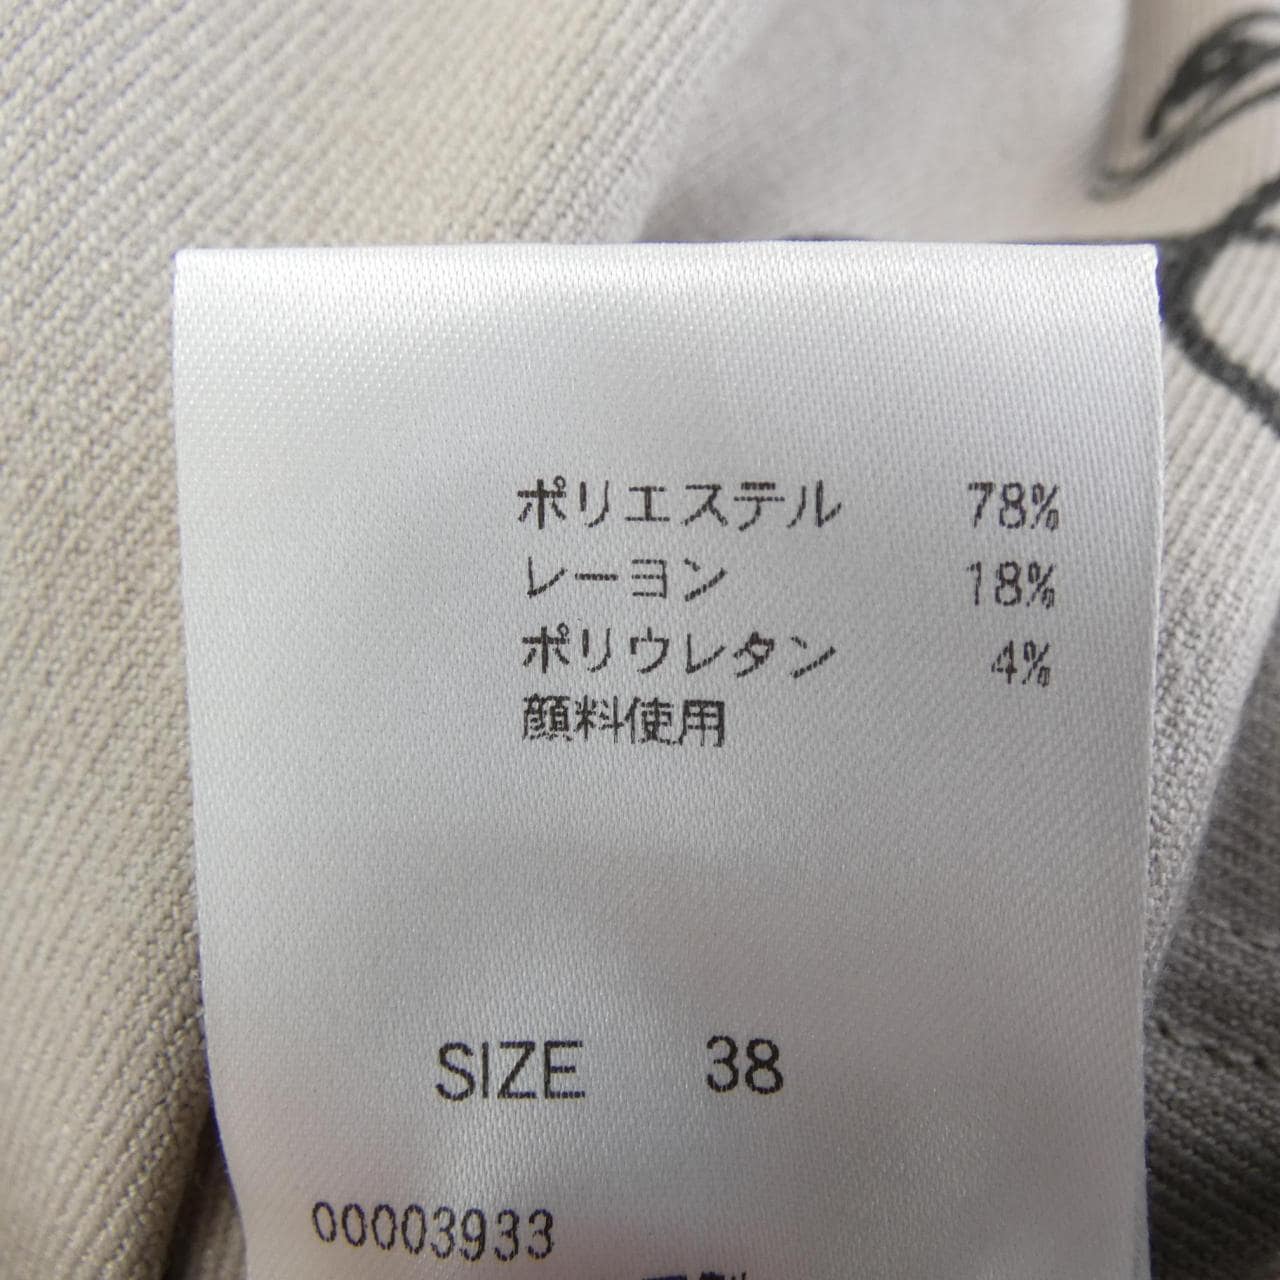 ポリエステル 78%
レーヨン 18%
ポリウレタン 4%
顔料使用
SIZE 38
00003933